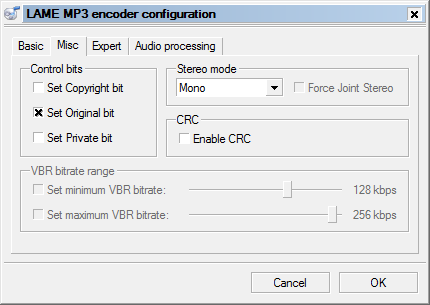 LAME MP3 encoder configuration
Basic Misc Expert Audio processing
Control bits
Set Copyright bit
Set Original bit
Set Private bit
Stereo mode
Mono
Force Joint Stereo
CRC
Enable CRC
VBR bitrate range
Set minimum VBR bitrate: 128 kbps
Set maximum VBR bitrate: 256 kbps
Cancel OK